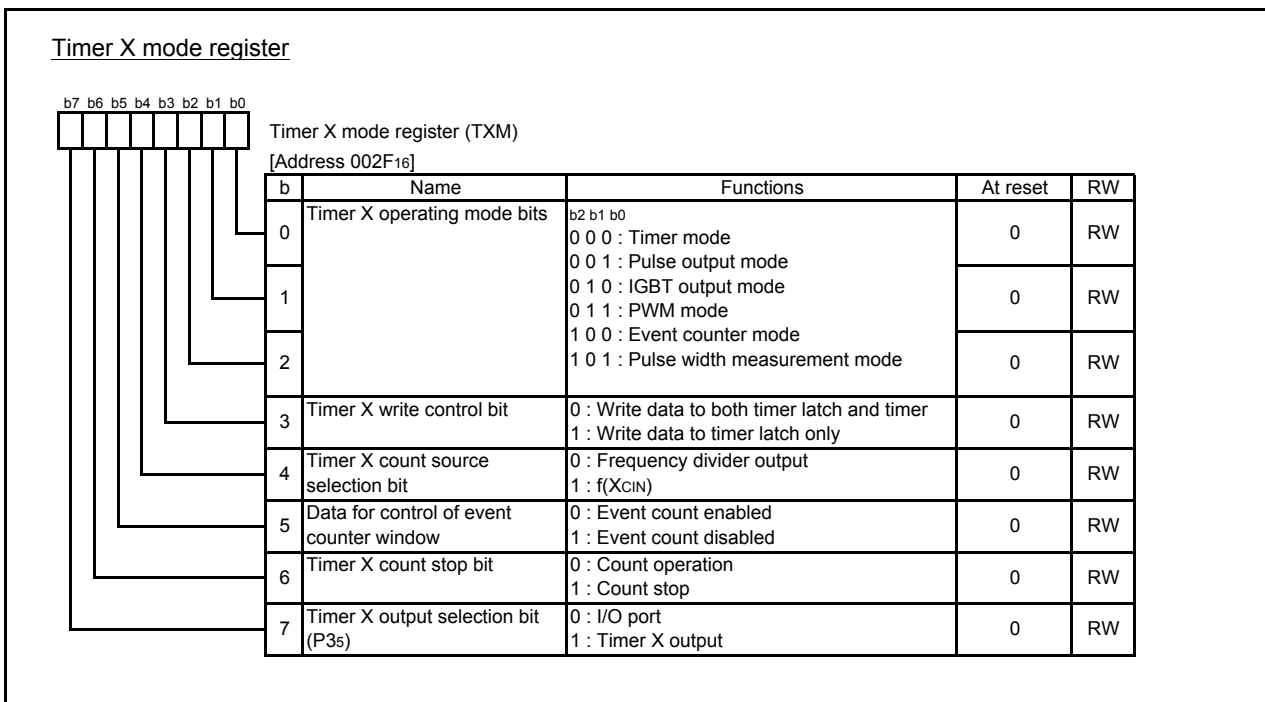 Timer X mode register
b7 b6 b5 b4 b3 b2 b1 b0
Timer X mode register (TXM)
[Address 002F16]
b Name Functions At reset RW
0 Timer X operating mode bits b2 b1 b0 0 RW
0 0 0 : Timer mode
0 0 1 : Pulse output mode
1 0 1 0 : IGBT output mode 0 RW
0 1 1 : PWM mode
1 0 0 : Event counter mode
2 1 0 1 : Pulse width measurement mode 0 RW
3 Timer X write control bit 0 : Write data to both timer latch and timer 0 RW
1 : Write data to timer latch only
4 Timer X count source 0 : Frequency divider output 0 RW
selection bit 1 : f(XCIN)
5 Data for control of event 0 : Event count enabled 0 RW
counter window 1 : Event count disabled
6 Timer X count stop bit 0 : Count operation 0 RW
1 : Count stop
7 Timer X output selection bit 0 : I/O port 0 RW
(P35) 1 : Timer X output